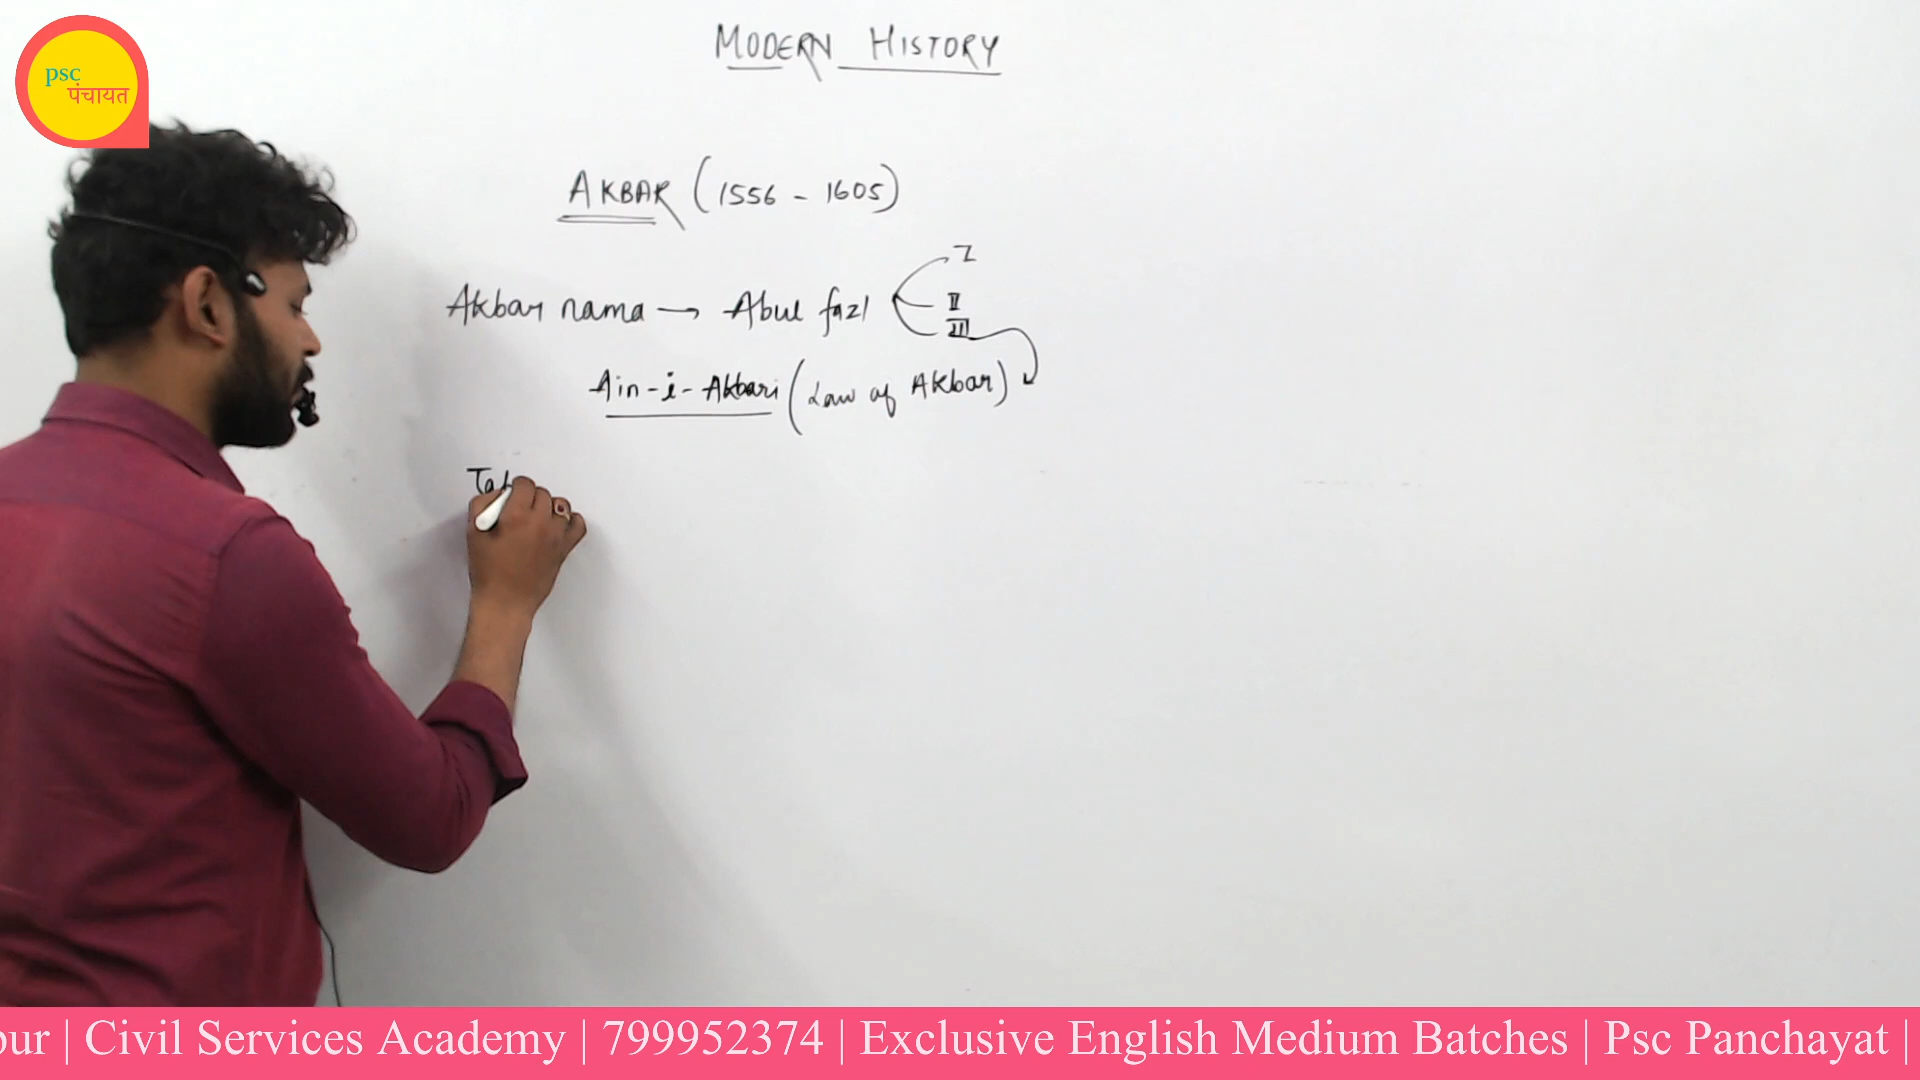 psc
पंचायत
MODERN HISTORY
AKBAR (1556 - 1605)
I
Akbar nama → Abul fazl
II
III
Ain-i-Akbari (Law of Akbar)
| Civil Services Academy | 799952374 | Exclusive English Medium Batches | Psc Panchayat |